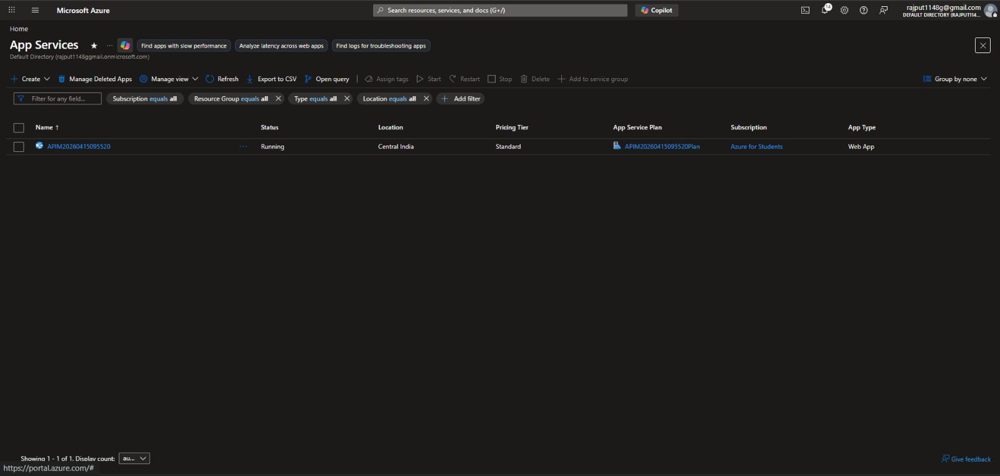 Microsoft Azure
Search resources, services, and docs (G+/)
Copilot
14
rajput1148g@gmail.com
DEFAULT DIRECTORY (RAJPUT114...
Home
App Services
Find apps with slow performance
Analyze latency across web apps
Find logs for troubleshooting apps
Default Directory (rajput1148ggmail.onmicrosoft.com)
Create
Manage Deleted Apps
Manage view
Refresh
Export to CSV
Open query
Assign tags
Start
Restart
Stop
Delete
Add to service group
Group by none
Filter for any field...
Subscription equals all
Resource Group equals all
Type equals all
Location equals all
Add filter
Name ↑ Status Location Pricing Tier App Service Plan Subscription App Type
APIM20260415095520 ... Running Central India Standard APIM20260415095520Plan Azure for Students Web App
Showing 1 - 1 of 1. Display count: au...
Give feedback
https://portal.azure.com/#